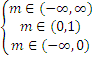 m ∈ (−∞,∞)
m ∈ (0,1)
m ∈ (−∞,0)